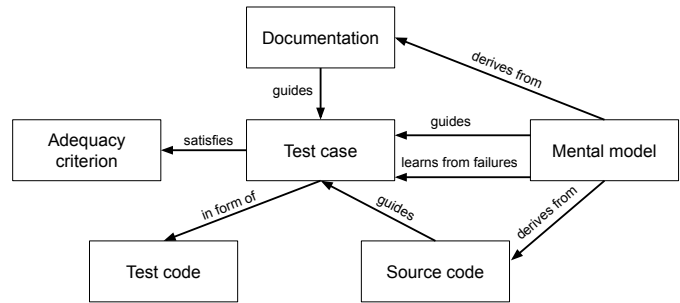 Documentation
derives from
guides
guides
Adequacy
criterion
satisfies
Test case
learns from failures
Mental model
in form of
guides
derives from
Test code
Source code